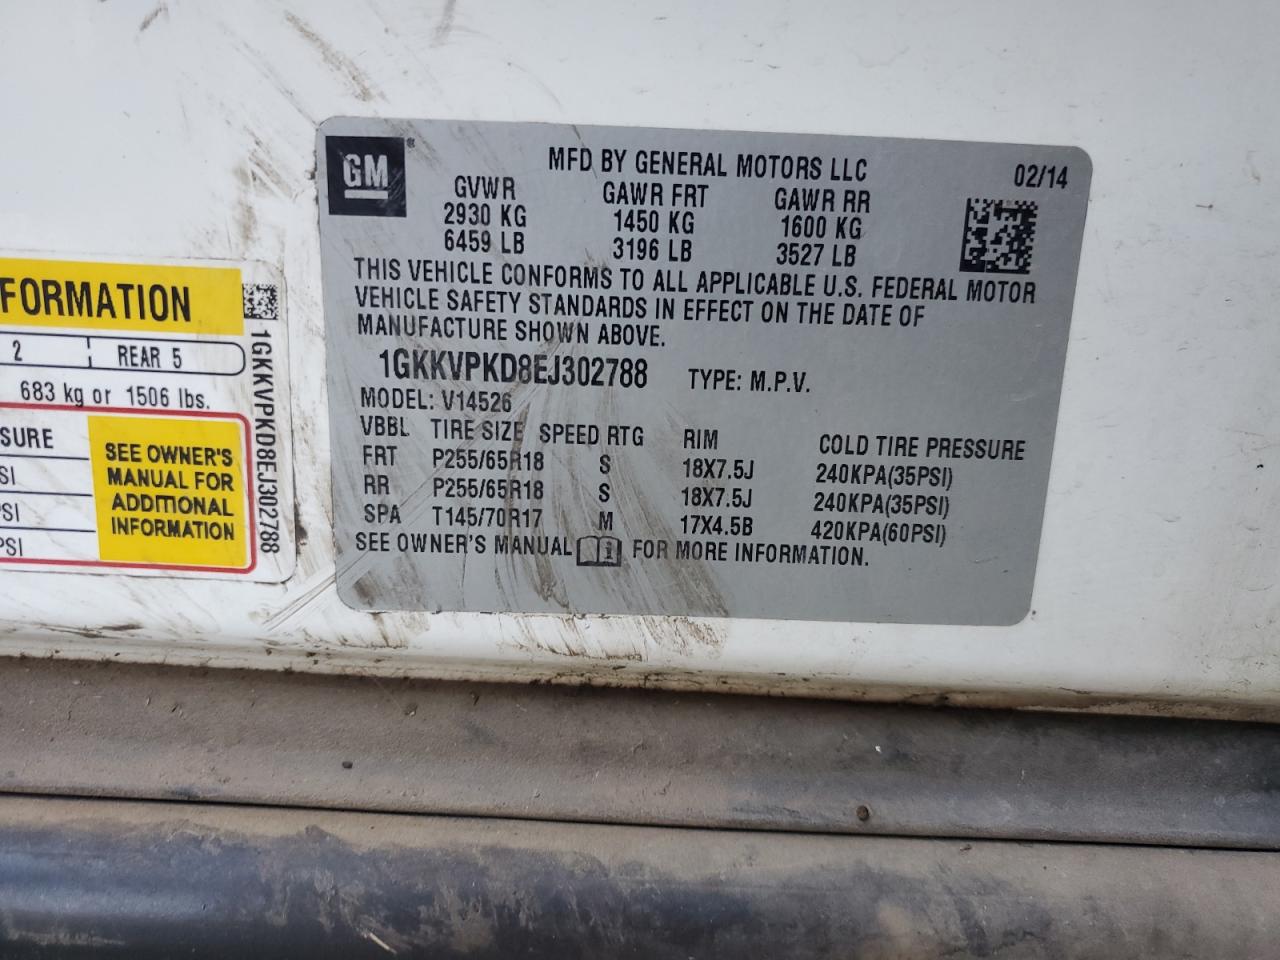 GM®
MFD BY GENERAL MOTORS LLC
02/14
GVWR GAWR FRT GAWR RR
2930 KG 1450 KG 1600 KG
6459 LB 3196 LB 3527 LB
THIS VEHICLE CONFORMS TO ALL APPLICABLE U.S. FEDERAL MOTOR
VEHICLE SAFETY STANDARDS IN EFFECT ON THE DATE OF
MANUFACTURE SHOWN ABOVE.
1GKKVPKD8EJ302788 TYPE: M.P.V.
MODEL: V14526
VBBL TIRE SIZE SPEED RTG RIM COLD TIRE PRESSURE
FRT P255/65R18 S 18X7.5J 240KPA(35PSI)
RR P255/65R18 S 18X7.5J 240KPA(35PSI)
SPA T145/70R17 M 17X4.5B 420KPA(60PSI)
SEE OWNER'S MANUAL FOR MORE INFORMATION.
FORMATION
2 REAR 5
683 kg or 1506 lbs.
SURE
SI
PSI
PSI
SEE OWNER'S
MANUAL FOR
ADDITIONAL
INFORMATION
1GKKVPKD8EJ302788